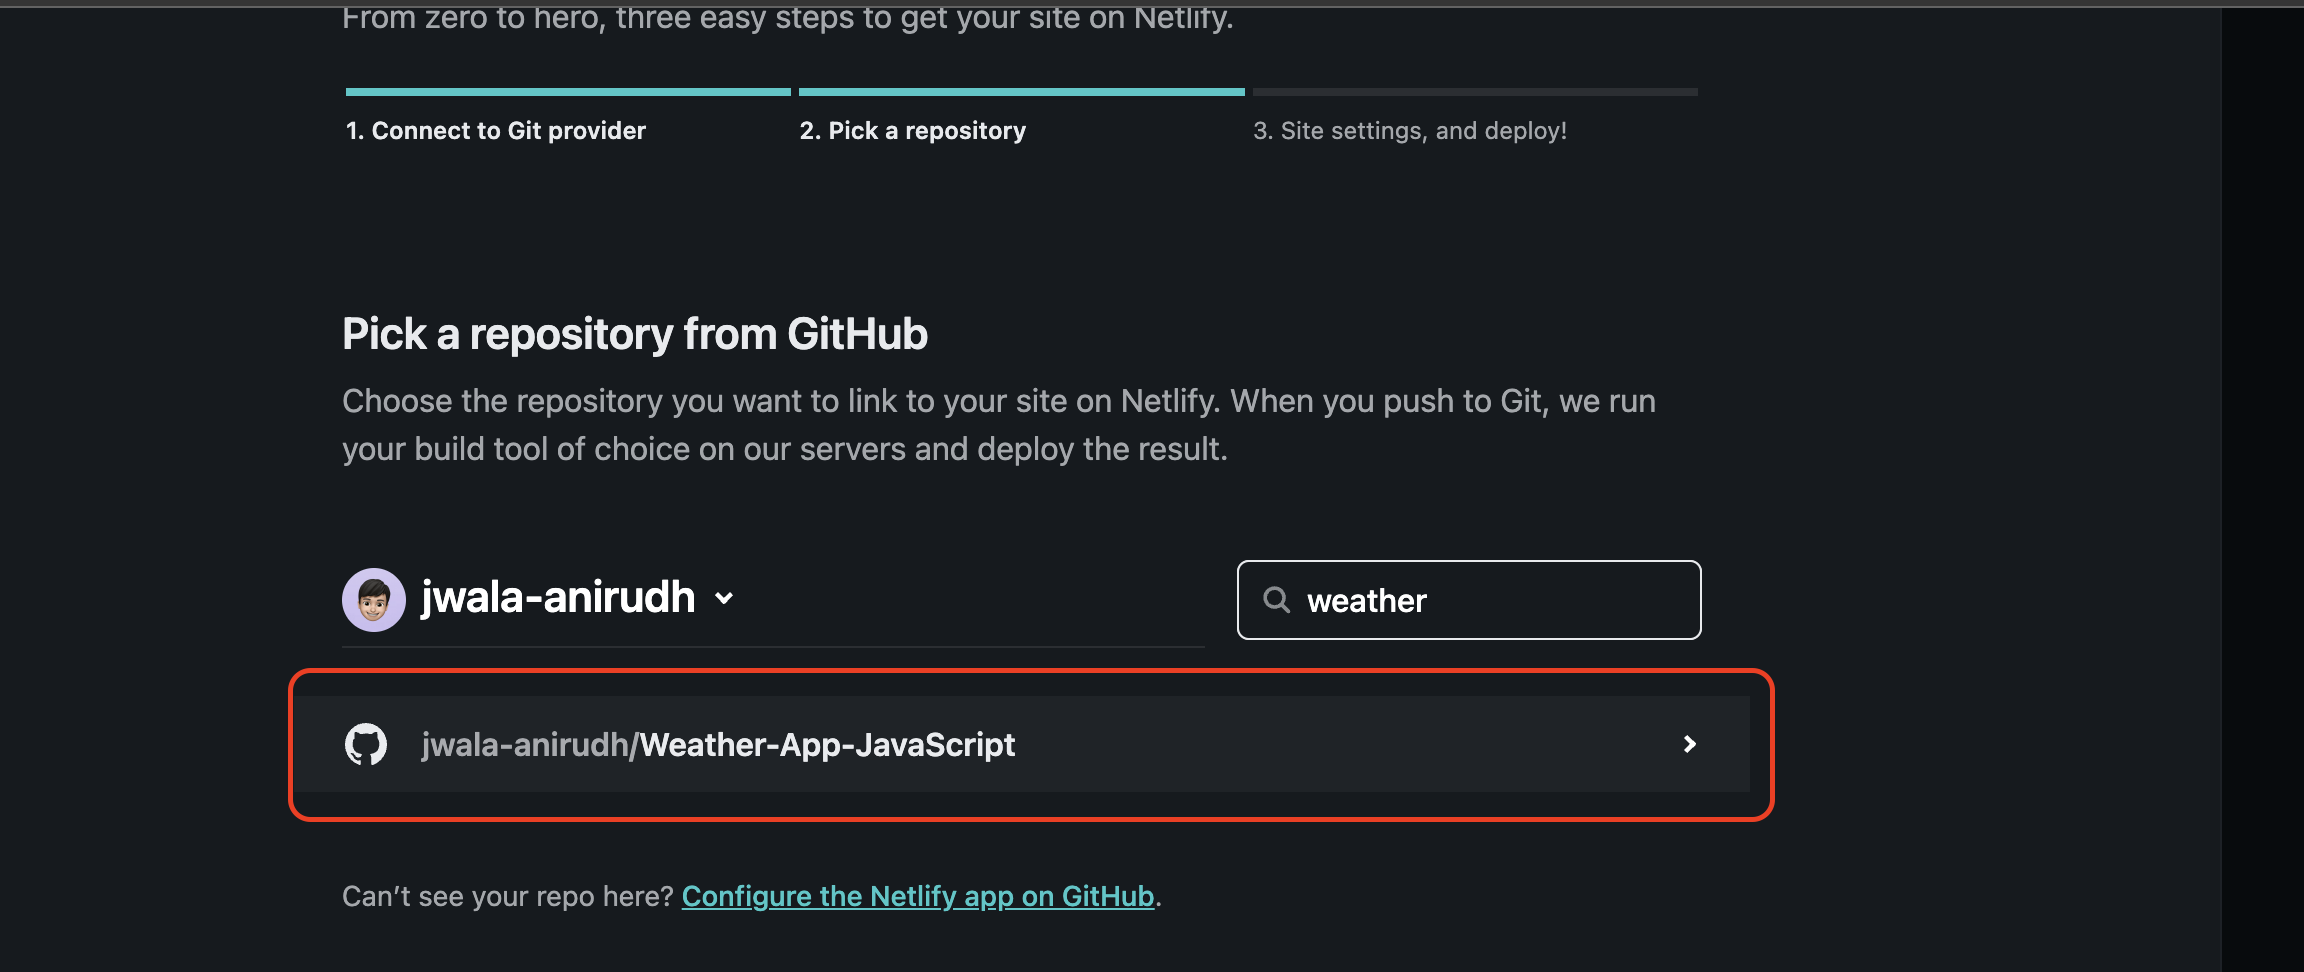 From zero to hero, three easy steps to get your site on Netlify.
1. Connect to Git provider
2. Pick a repository
3. Site settings, and deploy!
Pick a repository from GitHub
Choose the repository you want to link to your site on Netlify. When you push to Git, we run
your build tool of choice on our servers and deploy the result.
jwala-anirudh
weather
jwala-anirudh/Weather-App-JavaScript
Can’t see your repo here? Configure the Netlify app on GitHub.